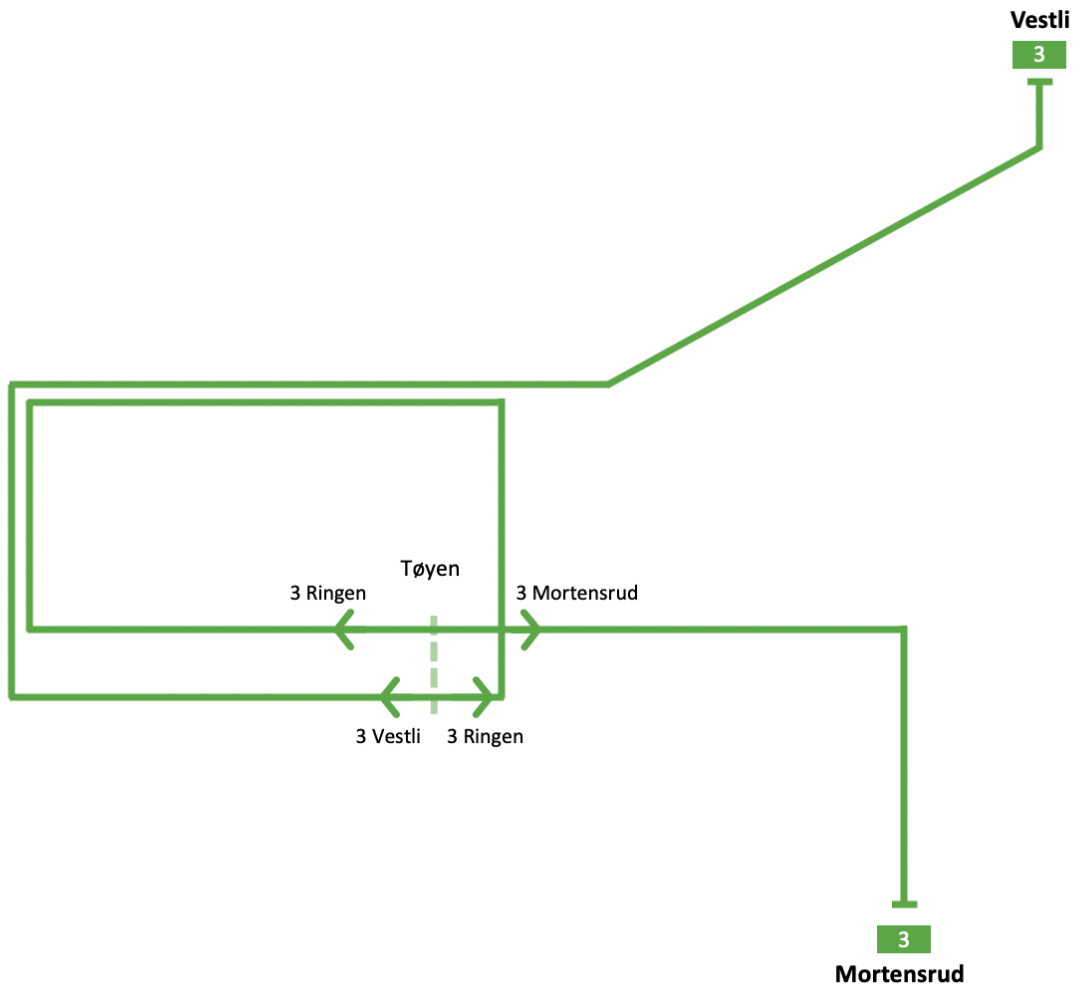 Vestli
3
Tøyen
3 Ringen
3 Mortensrud
3 Vestli
3 Ringen
3
Mortensrud